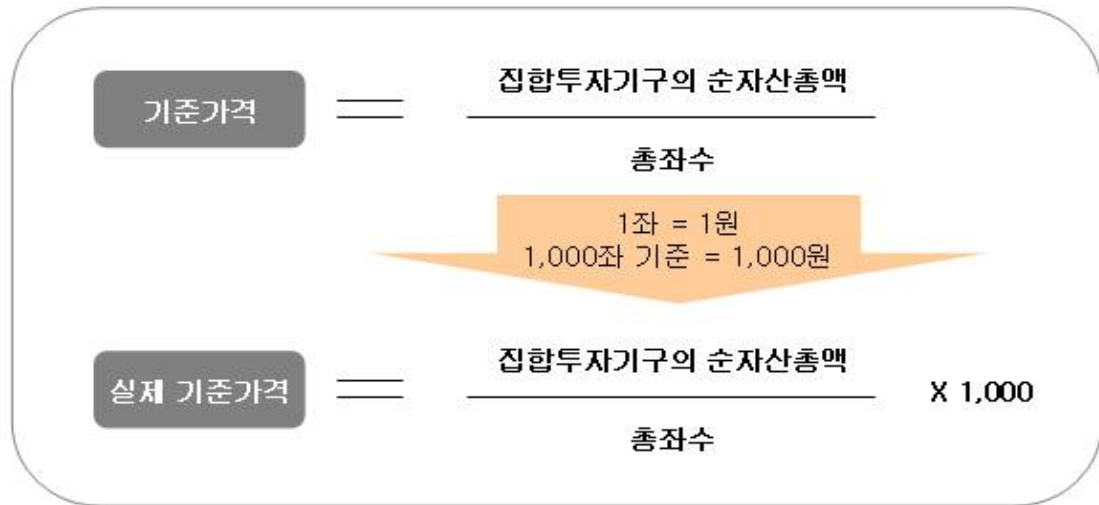 집합투자기구의 순자산총액
기준가격
총좌수
1좌 = 1원
1,000좌 기준 = 1,000원
집합투자기구의 순자산총액
실제 기준가격
X 1,000
총좌수